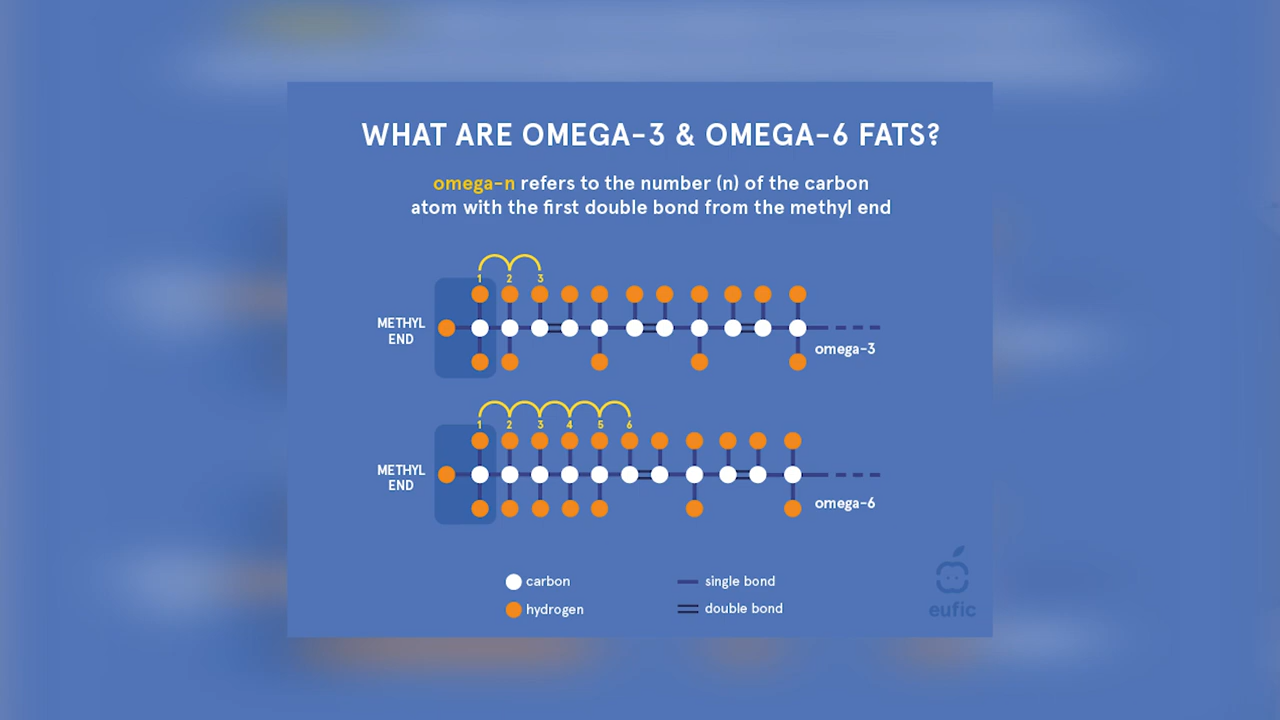 WHAT ARE OMEGA-3 & OMEGA-6 FATS?
omega-n refers to the number (n) of the carbon
atom with the first double bond from the methyl end
1 2 3
METHYL
END
omega-3
1 2 3 4 5 6
METHYL
END
omega-6
carbon
single bond
hydrogen
double bond
eufic